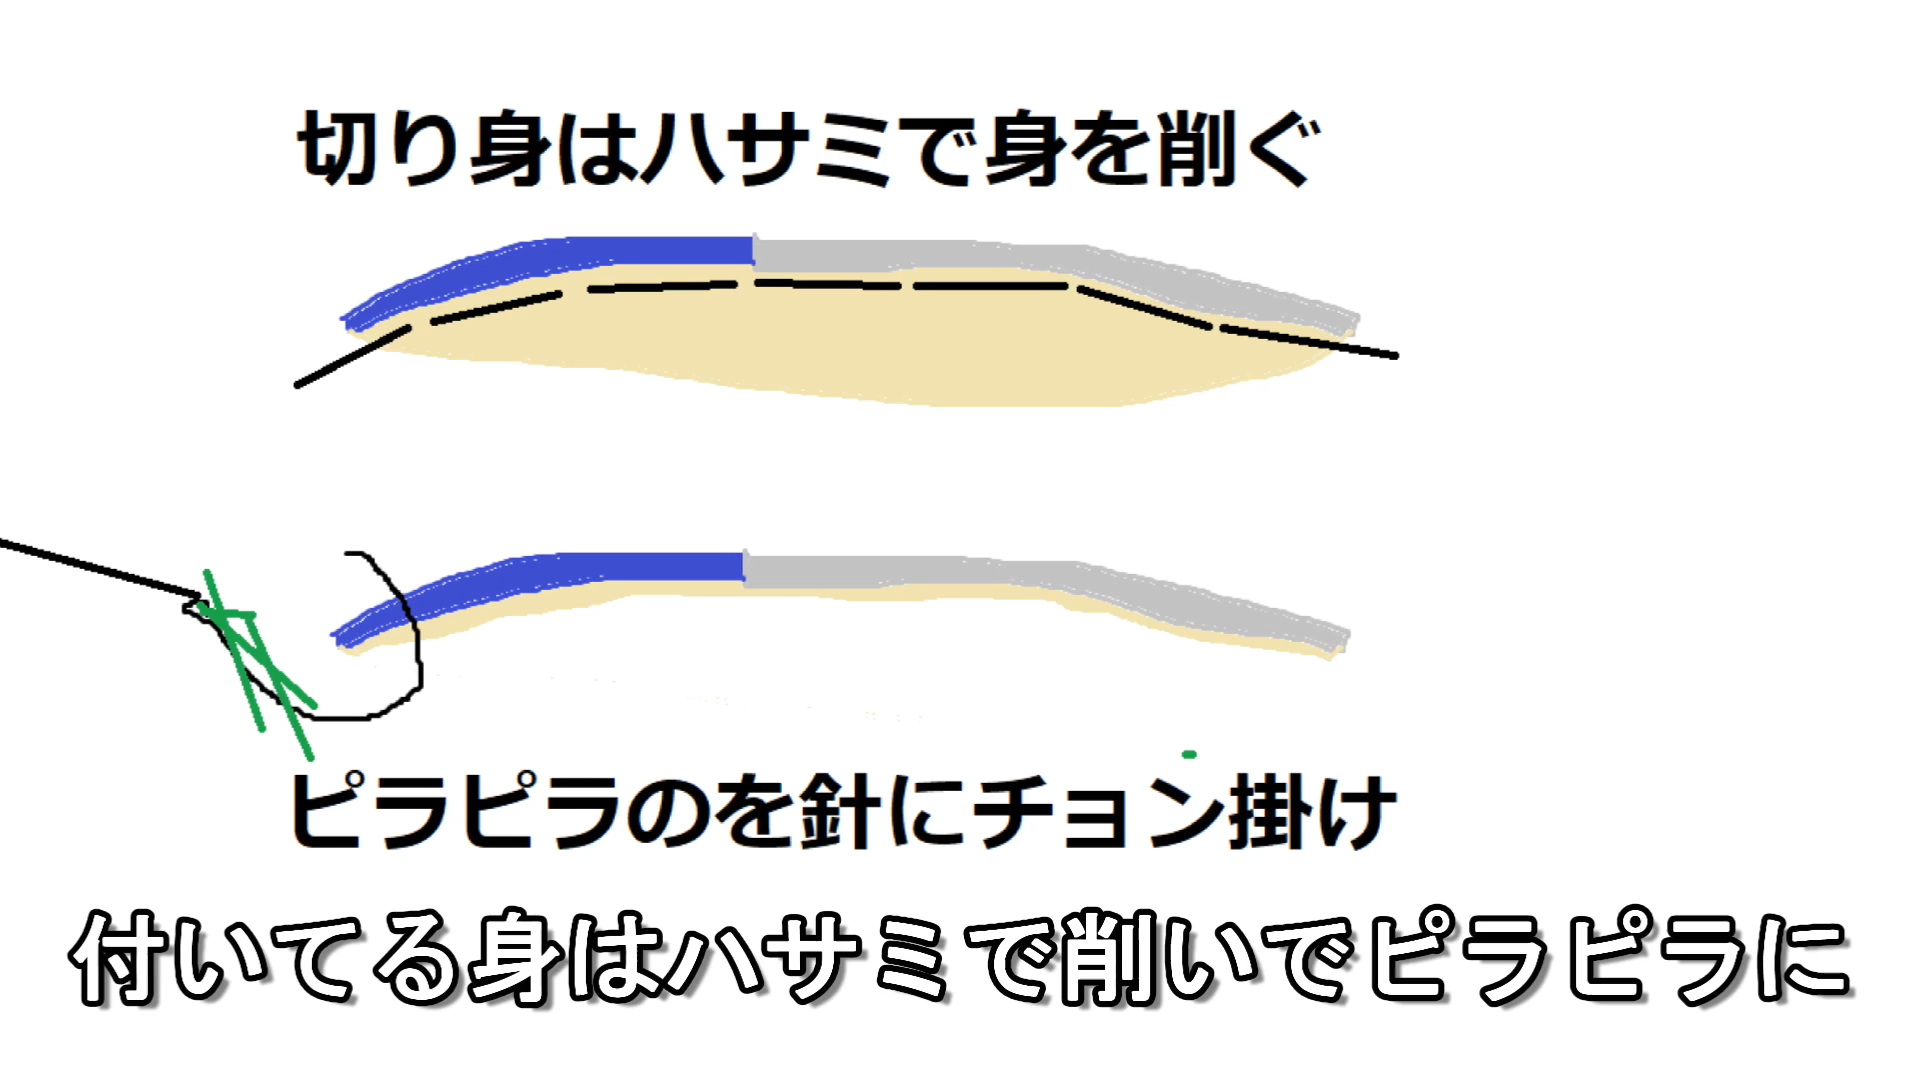 切り身はハサミで身を削ぐ
ピラピラのを針にチョン掛け
付いてる身はハサミで削いでピラピラに